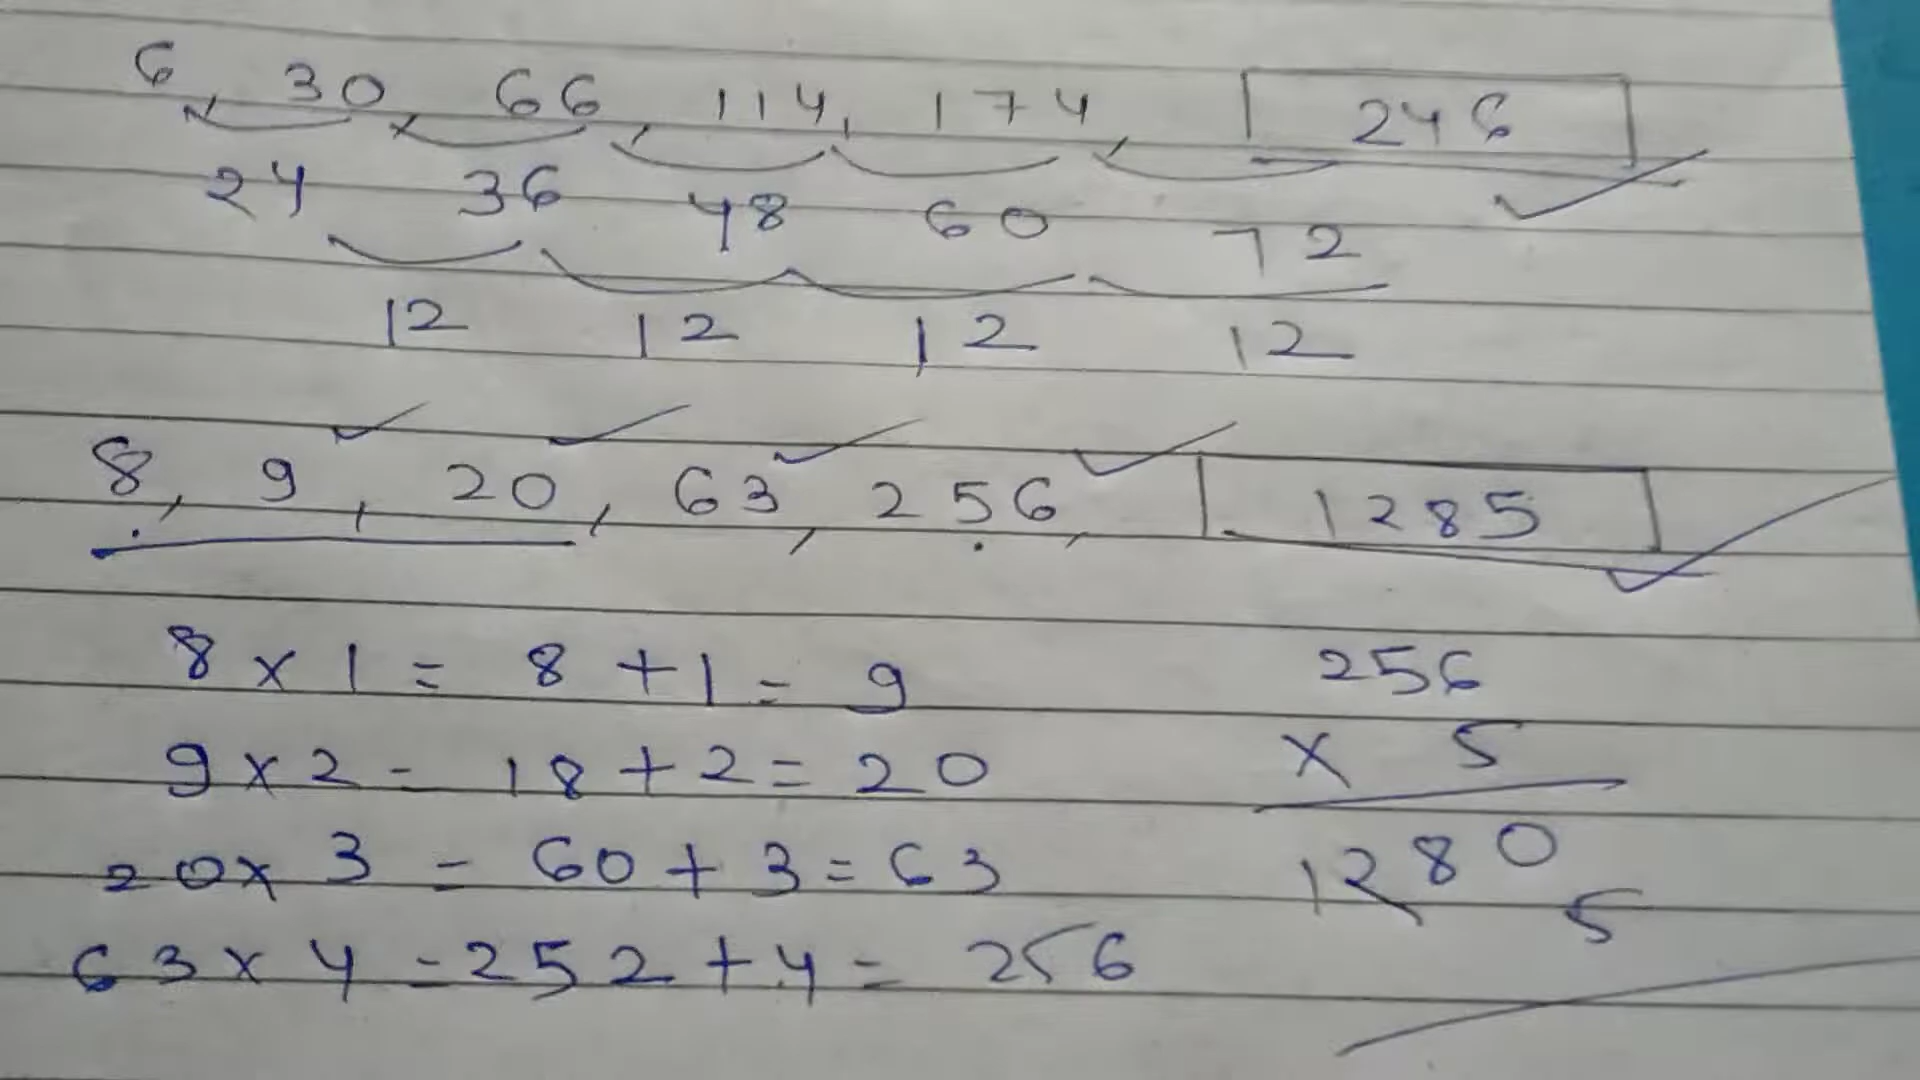 6, 30, 66, 114, 174, 246
24 36 48 60 72
12 12 12 12
8, 9, 20, 63, 256, 1285
8 × 1 = 8 + 1 = 9
9 × 2 = 18 + 2 = 20
20 × 3 = 60 + 3 = 63
63 × 4 = 252 + 4 = 256
256
× 5
1280
5